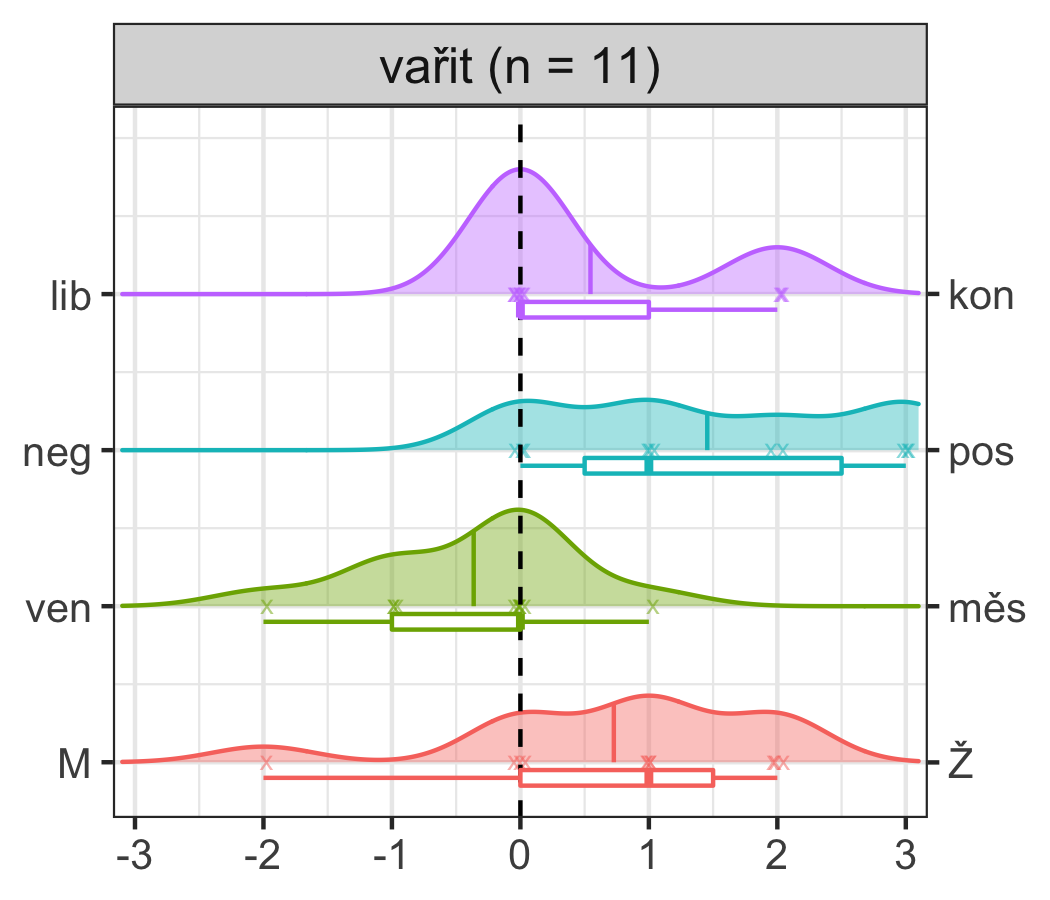 vařit (n = 11)
lib kon
neg pos
ven měs
M Ž
-3 -2 -1 0 1 2 3